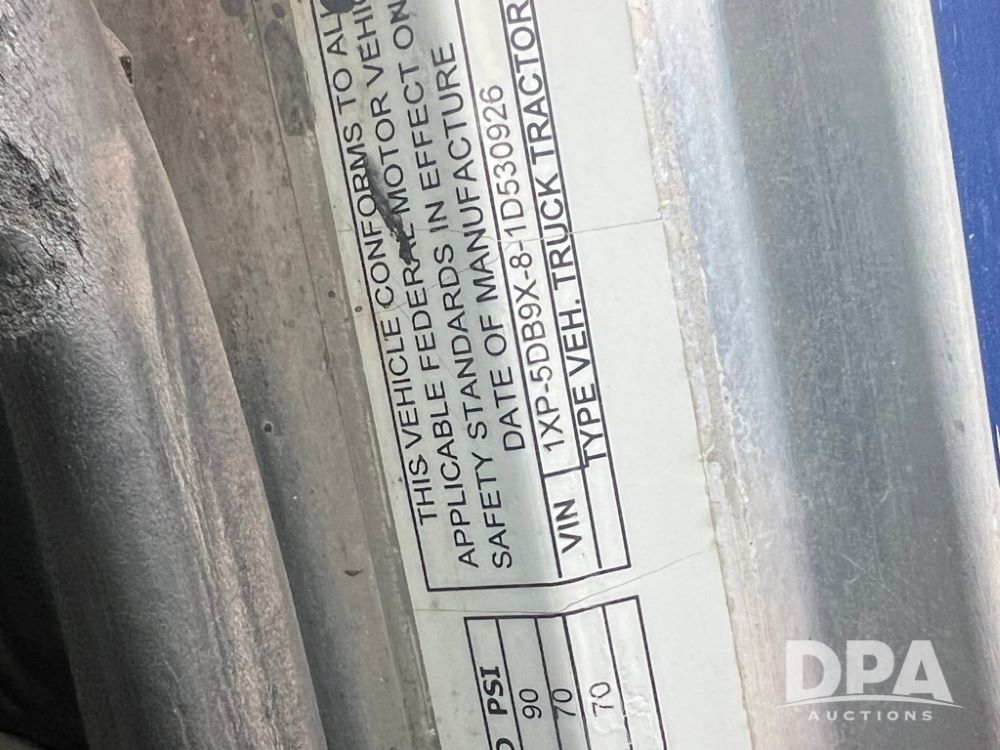 THIS VEHICLE CONFORMS TO ALL
APPLICABLE FEDERAL MOTOR
SAFETY STANDARDS IN EFFECT ON
DATE OF MANUFACTURE
VIN 1XP-5DB9X-8-1D530926
TYPE VEH. TRUCK TRACTOR
PSI
90
70
70
DPA
AUCTIONS